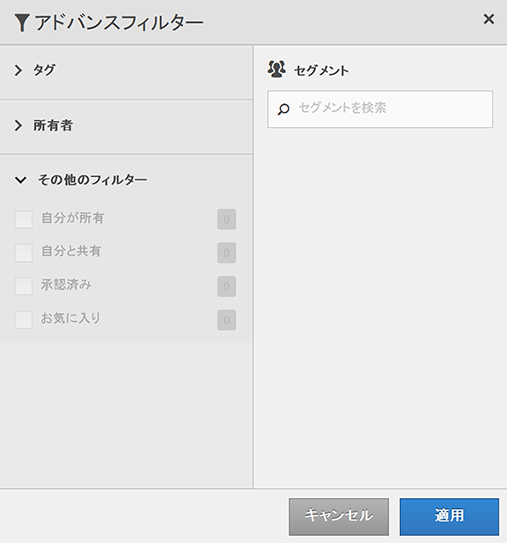 アドバンスフィルター
タグ
所有者
その他のフィルター
自分が所有 0
自分と共有 0
承認済み 0
お気に入り 0
セグメント
セグメントを検索
キャンセル
適用